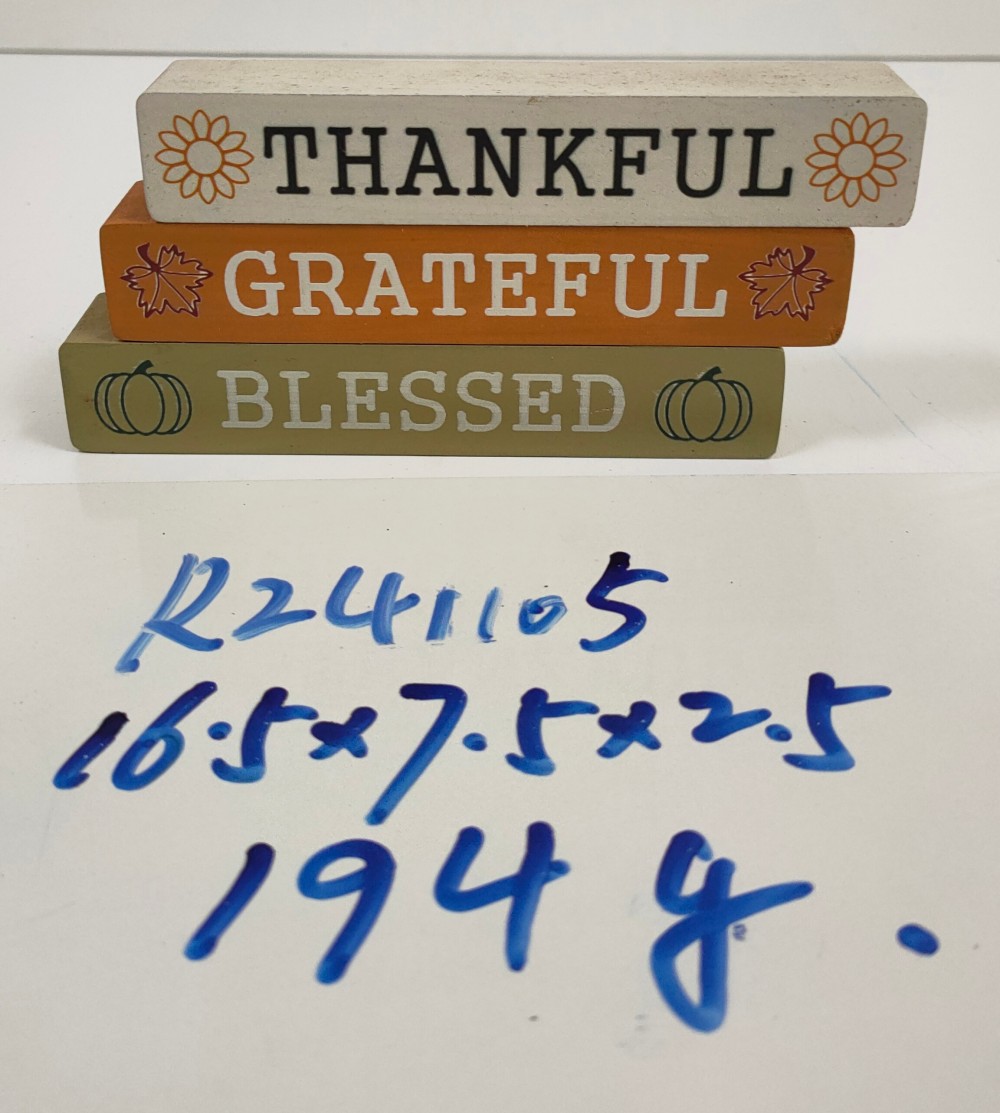 THANKFUL
GRATEFUL
BLESSED
R241105
16.5x7.5x2.5
194g.